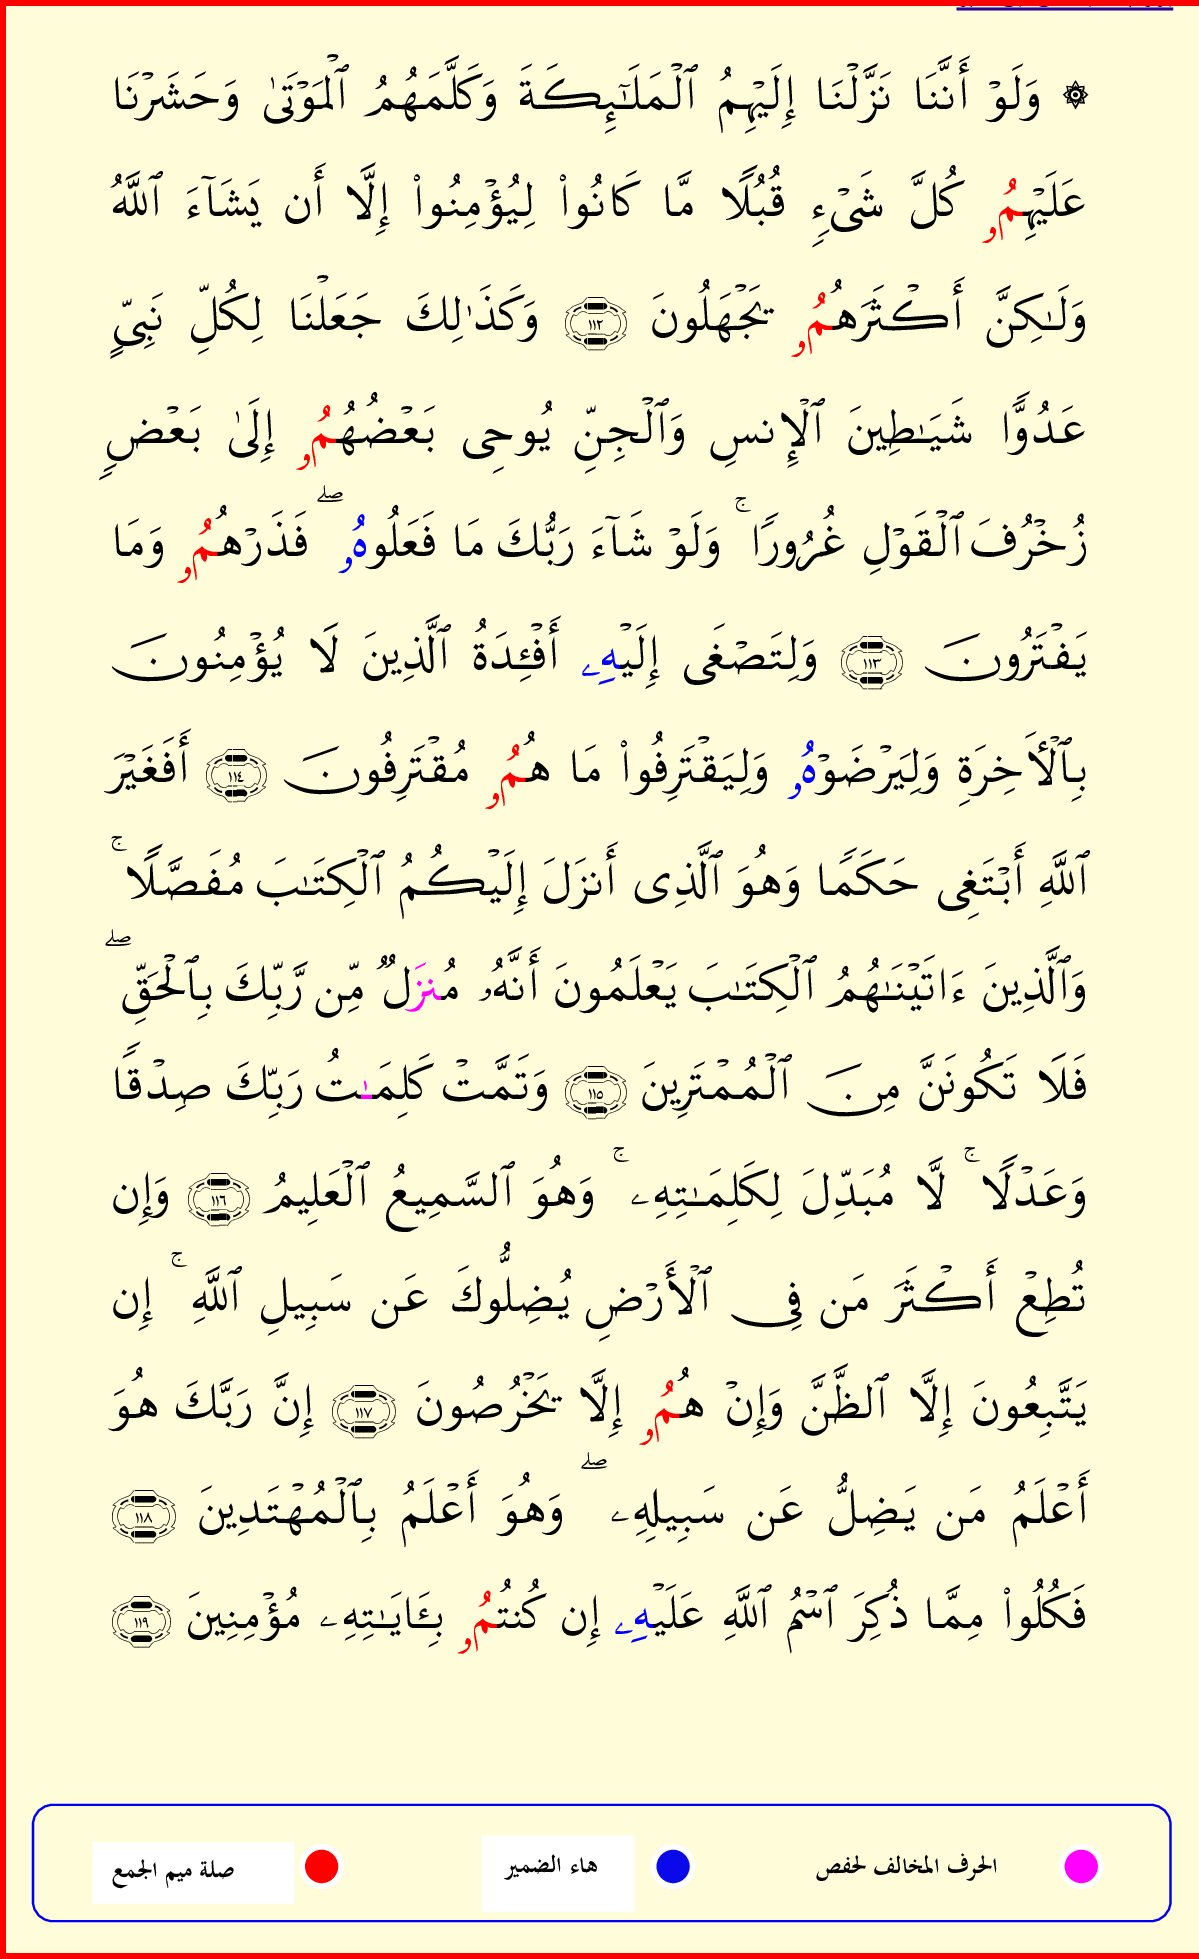 ۞ وَلَوۡ أَنَّنَا نَزَّلۡنَا إِلَيۡهِمُ ٱلۡمَلَـٰٓئِكَةَ وَكَلَّمَهُمُ ٱلۡمَوۡتَىٰ وَحَشَرۡنَا
عَلَيۡهِمُۥ كُلَّ شَىۡءٍ قُبُلًا مَّا كَانُوا۟ لِيُؤۡمِنُوا۟ إِلَّا أَن يَشَآءَ ٱللَّهُ
وَلَـٰكِنَّ أَكۡثَرَهُمُۥ يَجۡهَلُونَ ١١٢ وَكَذَٰلِكَ جَعَلۡنَا لِكُلِّ نَبِىٍّ
عَدُوًّا شَيَـٰطِينَ ٱلۡإِنسِ وَٱلۡجِنِّ يُوحِى بَعۡضُهُمُۥ إِلَىٰ بَعۡضٍ
زُخۡرُفَ ٱلۡقَوۡلِ غُرُورًا ۚ وَلَوۡ شَآءَ رَبُّكَ مَا فَعَلُوهُۥ ۖ فَذَرۡهُمُۥ وَمَا
يَفۡتَرُونَ ١١٣ وَلِتَصۡغَى إِلَيۡهِۦ أَفۡـِٔدَةُ ٱلَّذِينَ لَا يُؤۡمِنُونَ
بِٱلۡأَخِرَةِ وَلِيَرۡضَوۡهُۥ وَلِيَقۡتَرِفُوا۟ مَا هُمُۥ مُقۡتَرِفُونَ ١١٤ أَفَغَيۡرَ
ٱللَّهِ أَبۡتَغِى حَكَمًا وَهُوَ ٱلَّذِى أَنزَلَ إِلَيۡكُمُ ٱلۡكِتَـٰبَ مُفَصَّلًا ۚ
وَٱلَّذِينَ ءَاتَيۡنَـٰهُمُ ٱلۡكِتَـٰبَ يَعۡلَمُونَ أَنَّهُۥ مُنزَلٌ مِّن رَّبِّكَ بِٱلۡحَقِّ ۖ
فَلَا تَكُونَنَّ مِنَ ٱلۡمُمۡتَرِينَ ١١٥ وَتَمَّتۡ كَلِمَـٰتُ رَبِّكَ صِدۡقًا
وَعَدۡلًا ۚ لَّا مُبَدِّلَ لِكَلِمَـٰتِهِۦ ۚ وَهُوَ ٱلسَّمِيعُ ٱلۡعَلِيمُ ١١٦ وَإِن
تُطِعۡ أَكۡثَرَ مَن فِى ٱلۡأَرۡضِ يُضِلُّوكَ عَن سَبِيلِ ٱللَّهِ ۚ إِن
يَتَّبِعُونَ إِلَّا ٱلظَّنَّ وَإِنۡ هُمُۥ إِلَّا يَخۡرُصُونَ ١١٧ إِنَّ رَبَّكَ هُوَ
أَعۡلَمُ مَن يَضِلُّ عَن سَبِيلِهِۦ ۖ وَهُوَ أَعۡلَمُ بِٱلۡمُهۡتَدِينَ ١١٨
فَكُلُوا۟ مِمَّا ذُكِرَ ٱسۡمُ ٱللَّهِ عَلَيۡهِۦ إِن كُنتُمُۥ بِـَٔايَـٰتِهِۦ مُؤۡمِنِينَ ١١٩
الحرف المخالف لحفص هاء الضمير صلة ميم الجمع